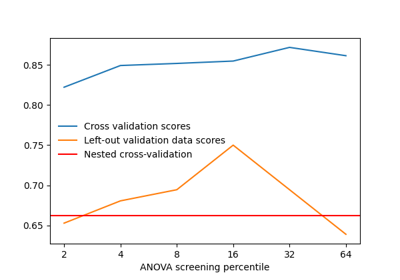 0.85
0.80
0.75
0.70
0.65
Cross validation scores
Left-out validation data scores
Nested cross-validation
2 4 8 16 32 64
ANOVA screening percentile